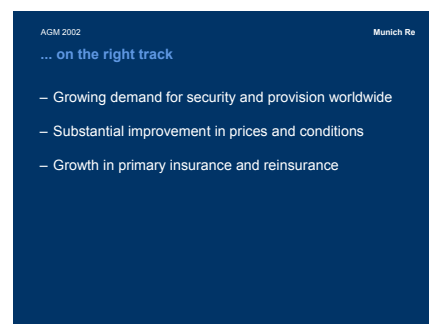 AGM 2002 Munich Re
... on the right track
– Growing demand for security and provision worldwide
– Substantial improvement in prices and conditions
– Growth in primary insurance and reinsurance